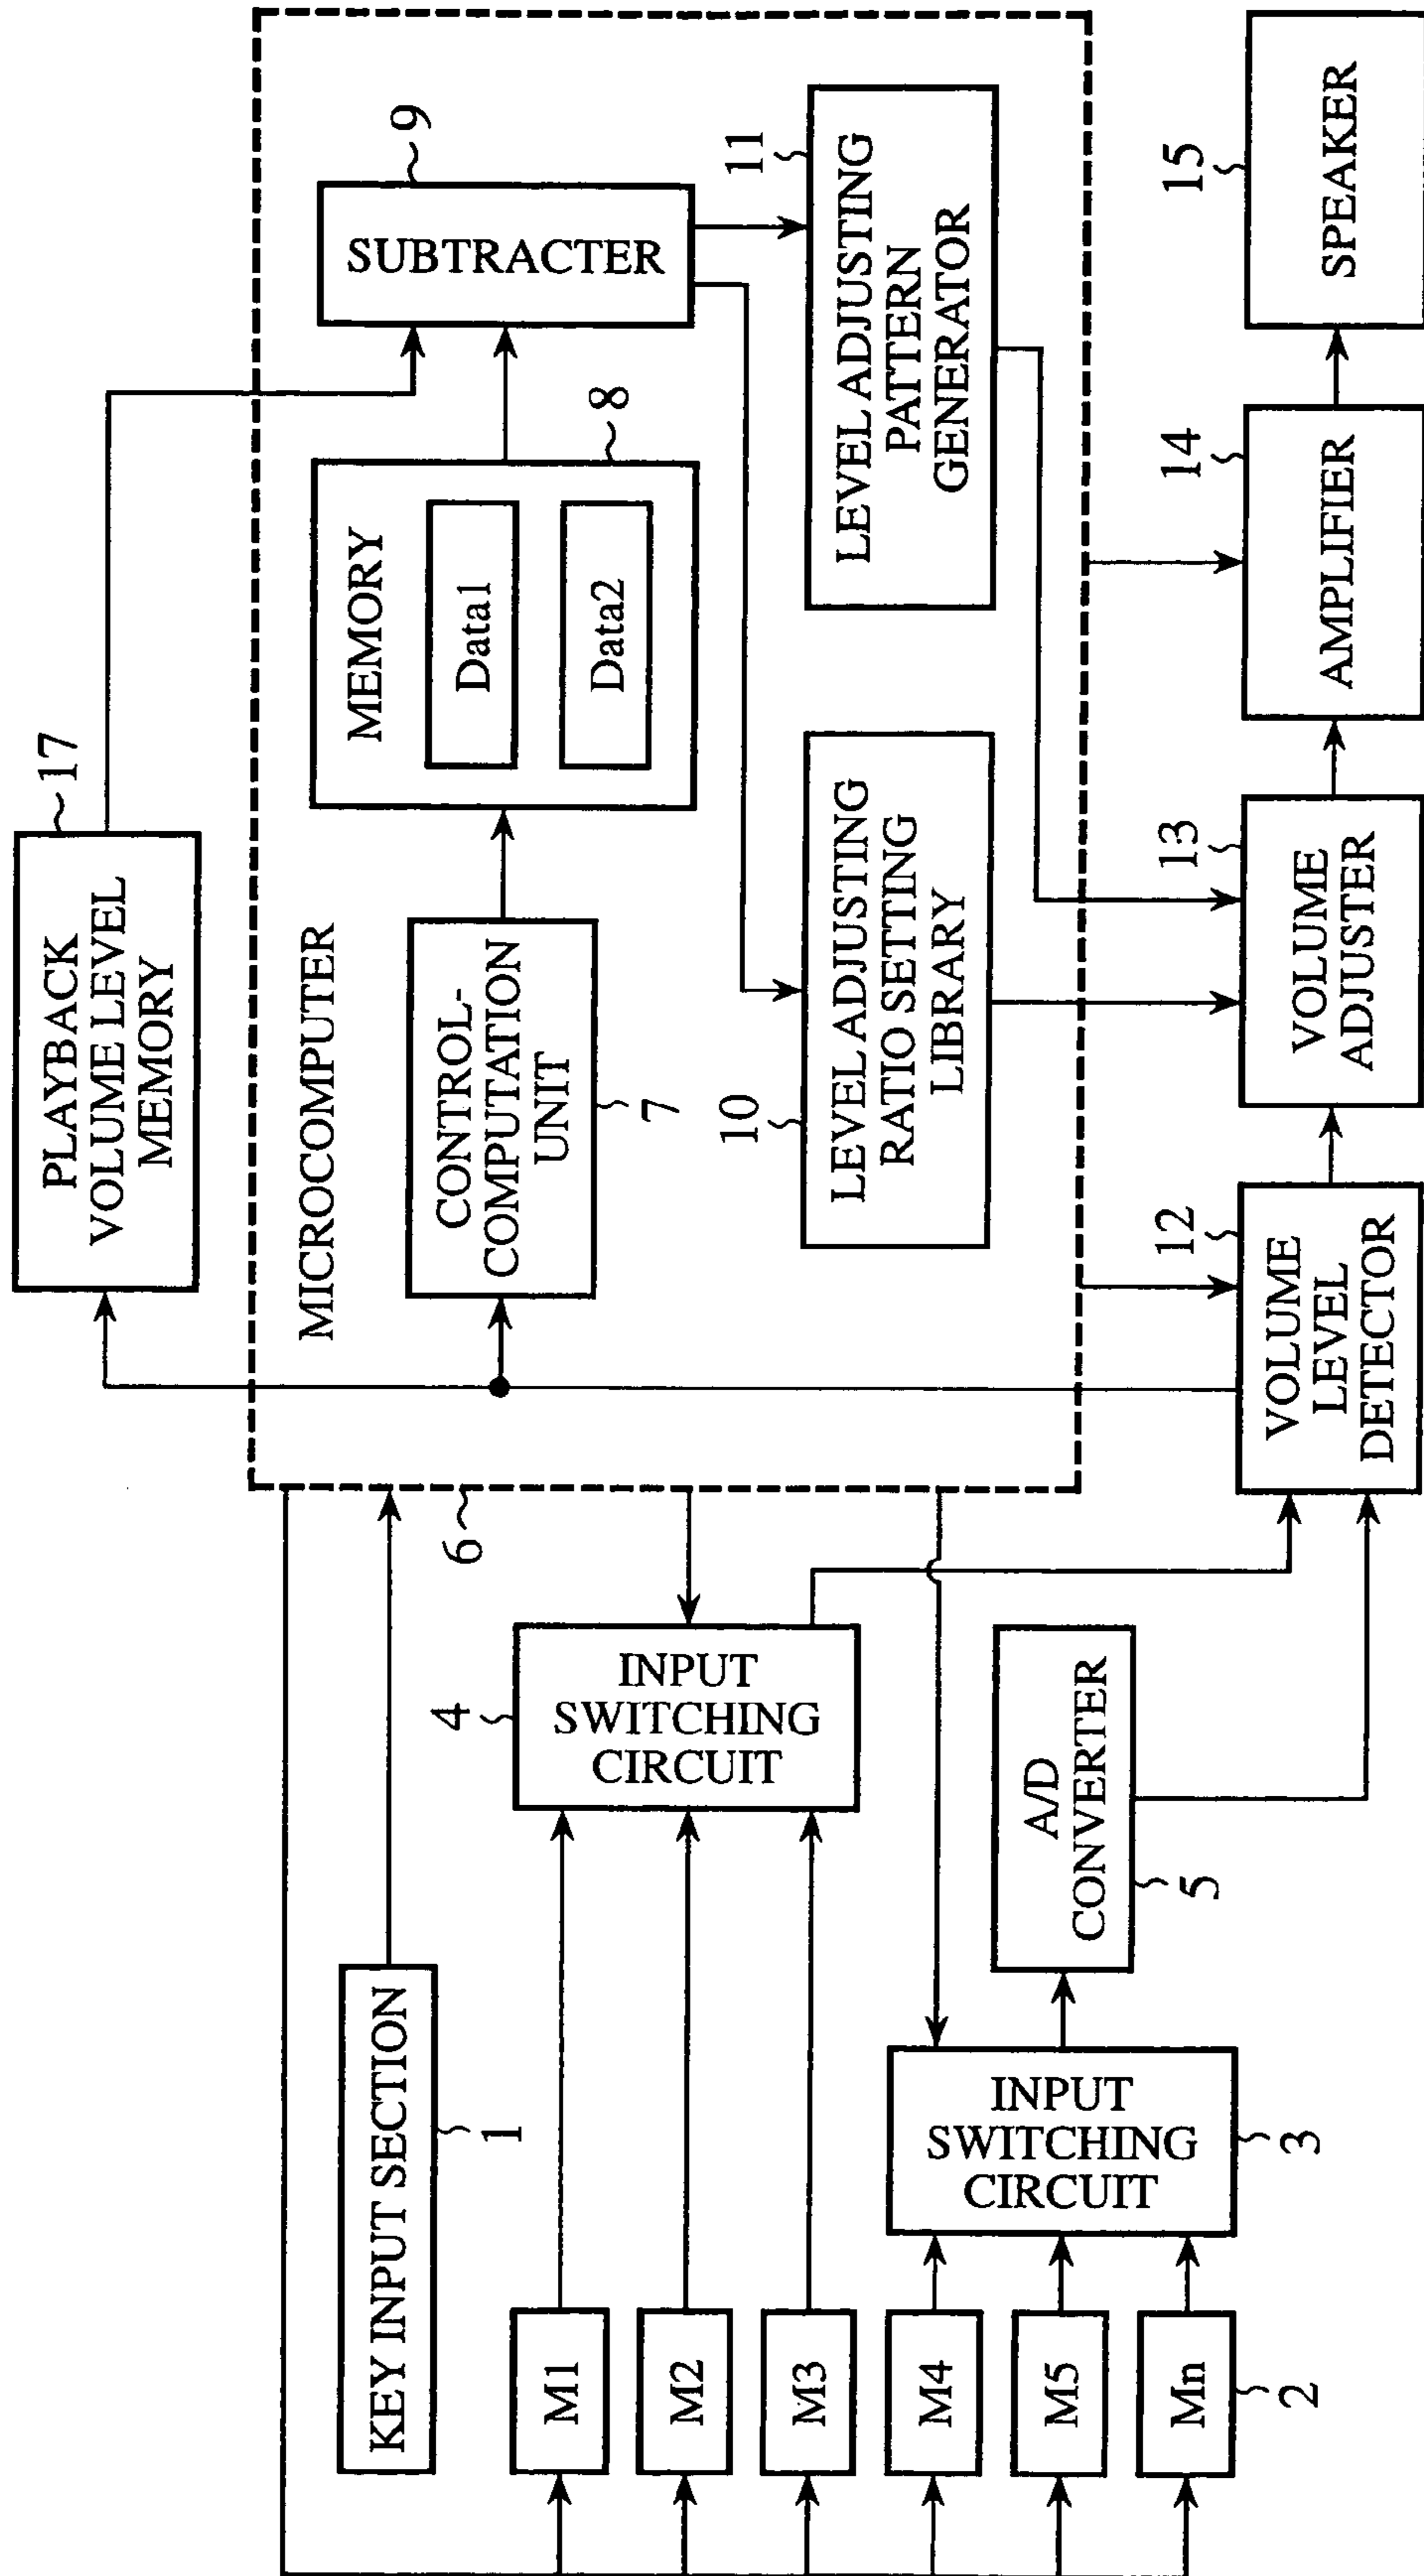 17
PLAYBACK
VOLUME LEVEL
MEMORY
MICROCOMPUTER
6
KEY INPUT SECTION
1
M1
M2
M3
M4
M5
Mn
2
4
INPUT
SWITCHING
CIRCUIT
INPUT
SWITCHING
CIRCUIT
3
A/D
CONVERTER
5
CONTROL-
COMPUTATION
UNIT
7
MEMORY
8
Data1
Data2
SUBTRACTER
9
10
LEVEL ADJUSTING
RATIO SETTING
LIBRARY
11
LEVEL ADJUSTING
PATTERN
GENERATOR
12
VOLUME
LEVEL
DETECTOR
13
VOLUME
ADJUSTER
14
AMPLIFIER
15
SPEAKER